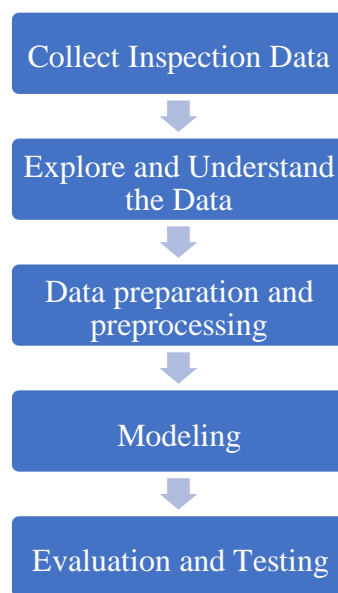 Collect Inspection Data
Explore and Understand
the Data
Data preparation and
preprocessing
Modeling
Evaluation and Testing